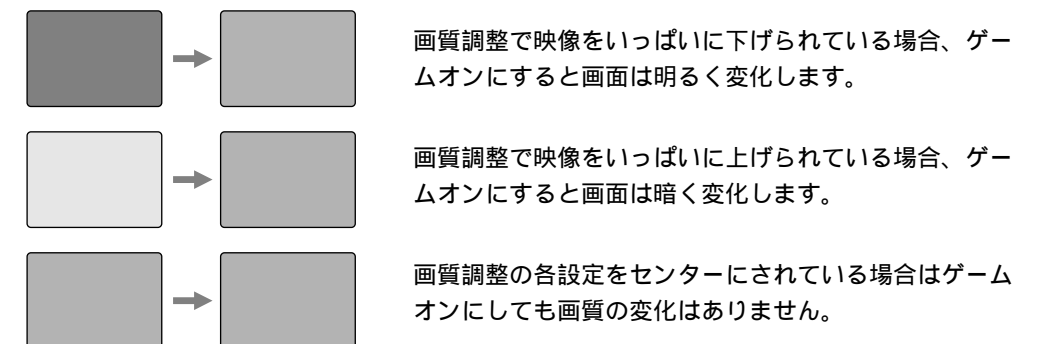 画質調整で映像をいっぱいに下げられている場合、ゲー
ムオンにすると画面は明るく変化します。
画質調整で映像をいっぱいに上げられている場合、ゲー
ムオンにすると画面は暗く変化します。
画質調整の各設定をセンターにされている場合はゲーム
オンにしても画質の変化はありません。